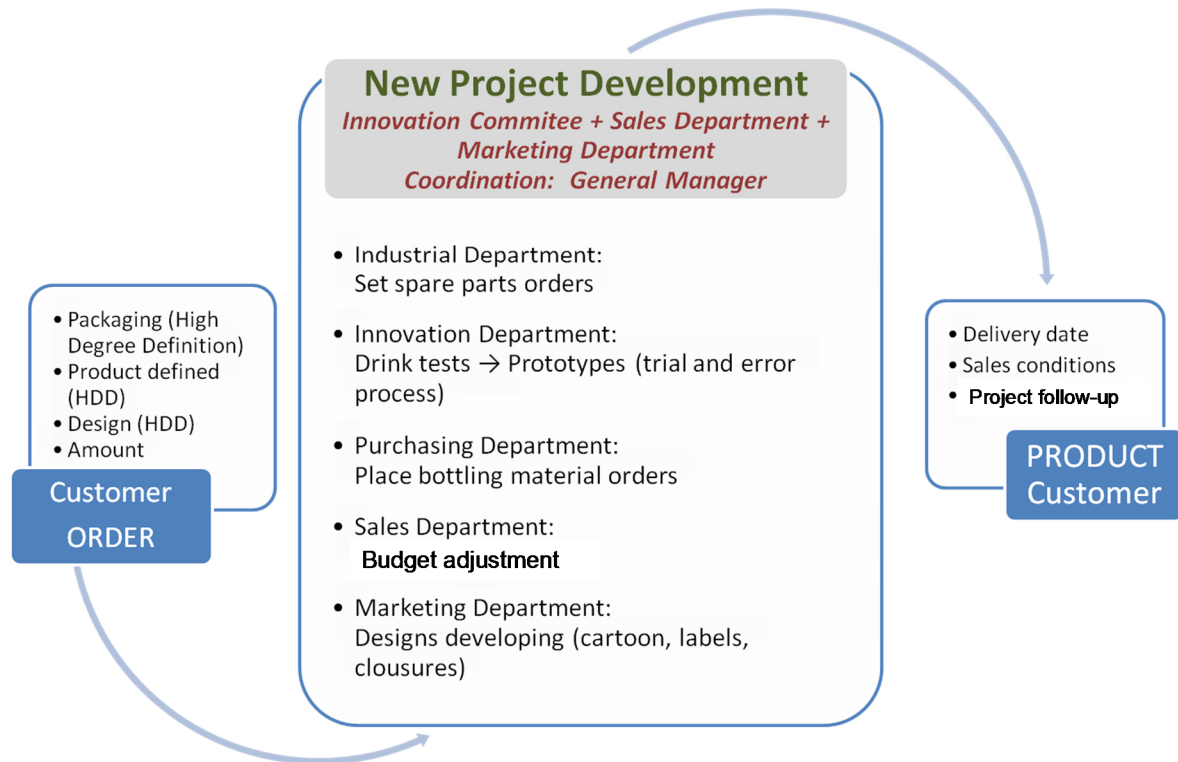 New Project Development
Innovation Commitee + Sales Department +
Marketing Department
Coordination: General Manager
• Industrial Department:
Set spare parts orders
• Innovation Department:
Drink tests → Prototypes (trial and error
process)
• Purchasing Department:
Place bottling material orders
• Sales Department:
Budget adjustment
• Marketing Department:
Designs developing (cartoon, labels,
clousures)
• Packaging (High
Degree Definition)
• Product defined
(HDD)
• Design (HDD)
• Amount
Customer
ORDER
• Delivery date
• Sales conditions
• Project follow-up
PRODUCT
Customer